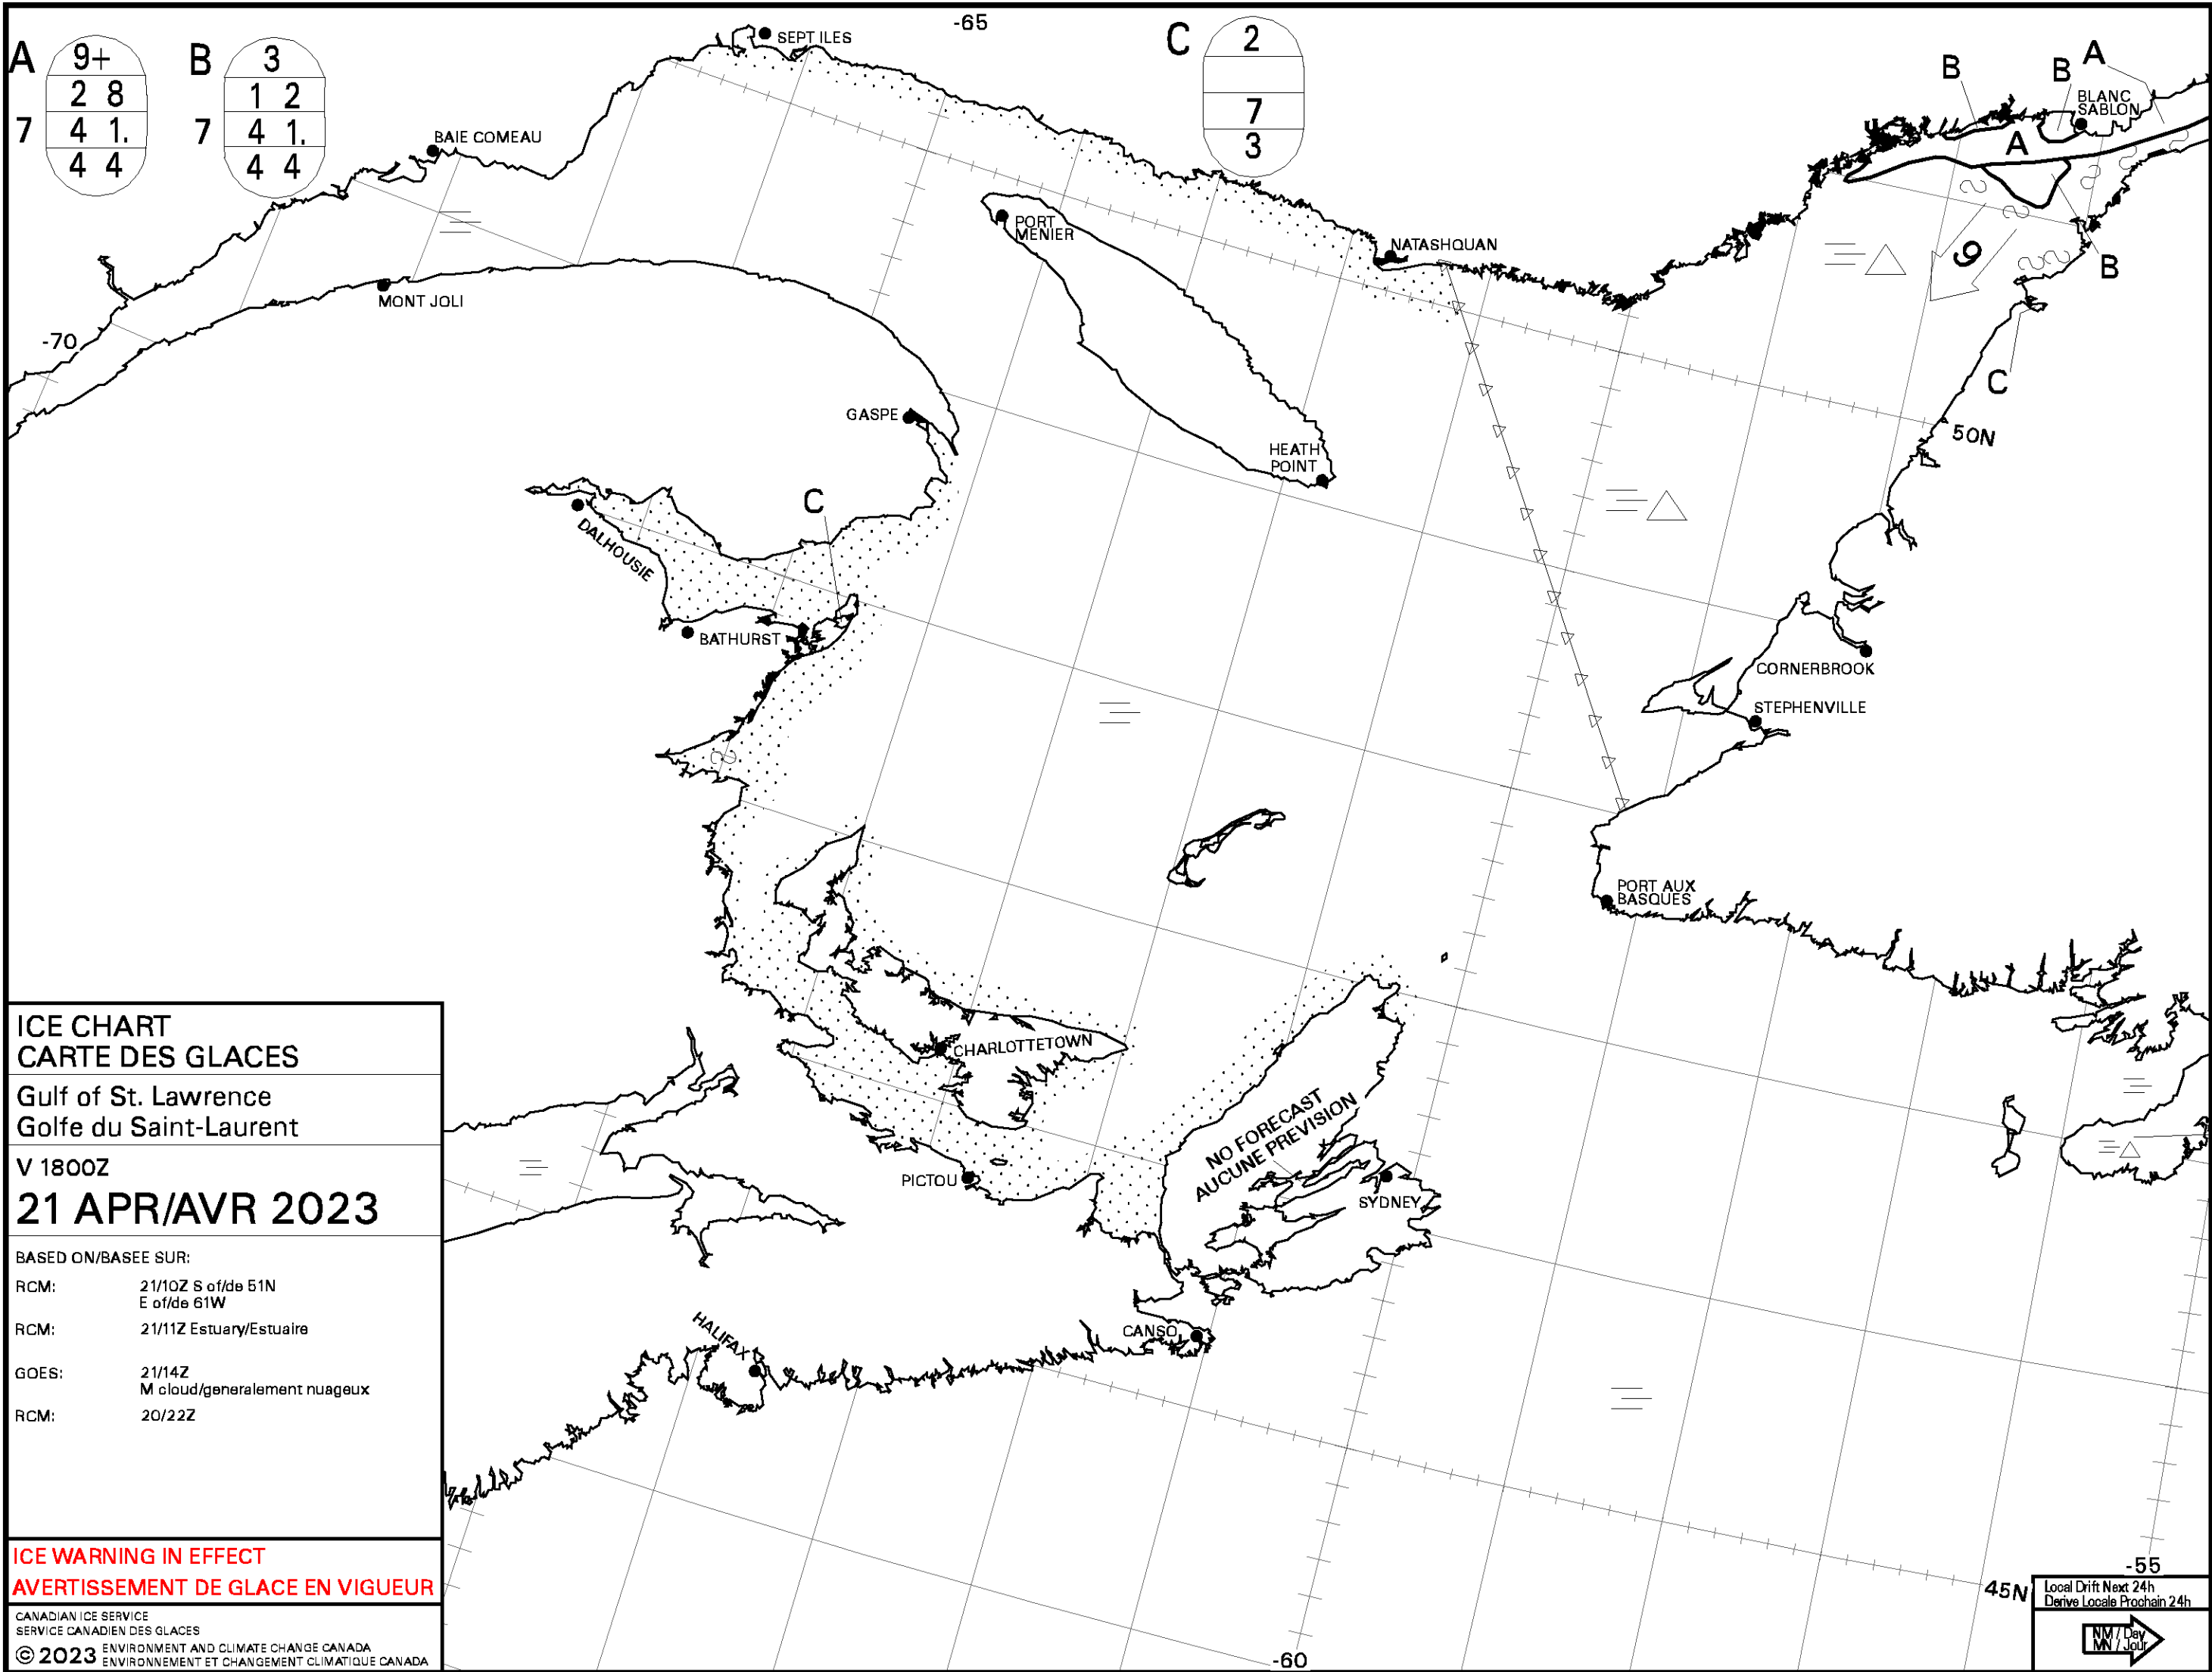 A
9+
2 8
7 4 1.
4 4
B
3
1 2
7 4 1.
4 4
C
2
7
3
-65
SEPT ILES
BAIE COMEAU
MONT JOLI
-70
PORT
MENIER
NATASHQUAN
B
B
A
BLANC
SABLON
A
9
B
C
50N
GASPE
HEATH
POINT
C
DALHOUSIE
BATHURST
CORNERBROOK
STEPHENVILLE
PORT AUX
BASQUES
CHARLOTTETOWN
NO FORECAST
AUCUNE PREVISION
PICTOU
SYDNEY
CANSO
HALIFAX
ICE CHART
CARTE DES GLACES
Gulf of St. Lawrence
Golfe du Saint-Laurent
V 1800Z
21 APR/AVR 2023
BASED ON/BASEE SUR:
RCM: 21/10Z S of/de 51N
E of/de 61W
RCM: 21/11Z Estuary/Estuaire
GOES: 21/14Z
M cloud/generalement nuageux
RCM: 20/22Z
ICE WARNING IN EFFECT
AVERTISSEMENT DE GLACE EN VIGUEUR
CANADIAN ICE SERVICE
SERVICE CANADIEN DES GLACES
© 2023 ENVIRONMENT AND CLIMATE CHANGE CANADA
ENVIRONNEMENT ET CHANGEMENT CLIMATIQUE CANADA
-60
-55
45N
Local Drift Next 24h
Derive Locale Prochain 24h
NM / Day
MN / Jour